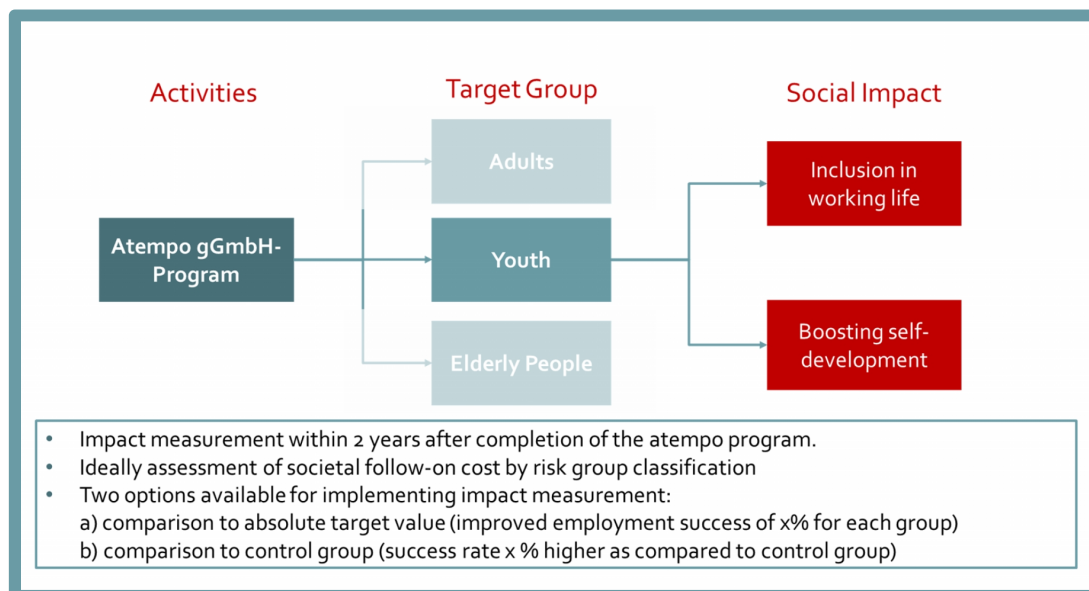 Activities
Target Group
Social Impact
Adults
Inclusion in
working life
Atempo gGmbH-
Program
Youth
Boosting self-
development
Elderly People
• Impact measurement within 2 years after completion of the atempo program.
• Ideally assessment of societal follow-on cost by risk group classification
• Two options available for implementing impact measurement:
a) comparison to absolute target value (improved employment success of x% for each group)
b) comparison to control group (success rate x % higher as compared to control group)